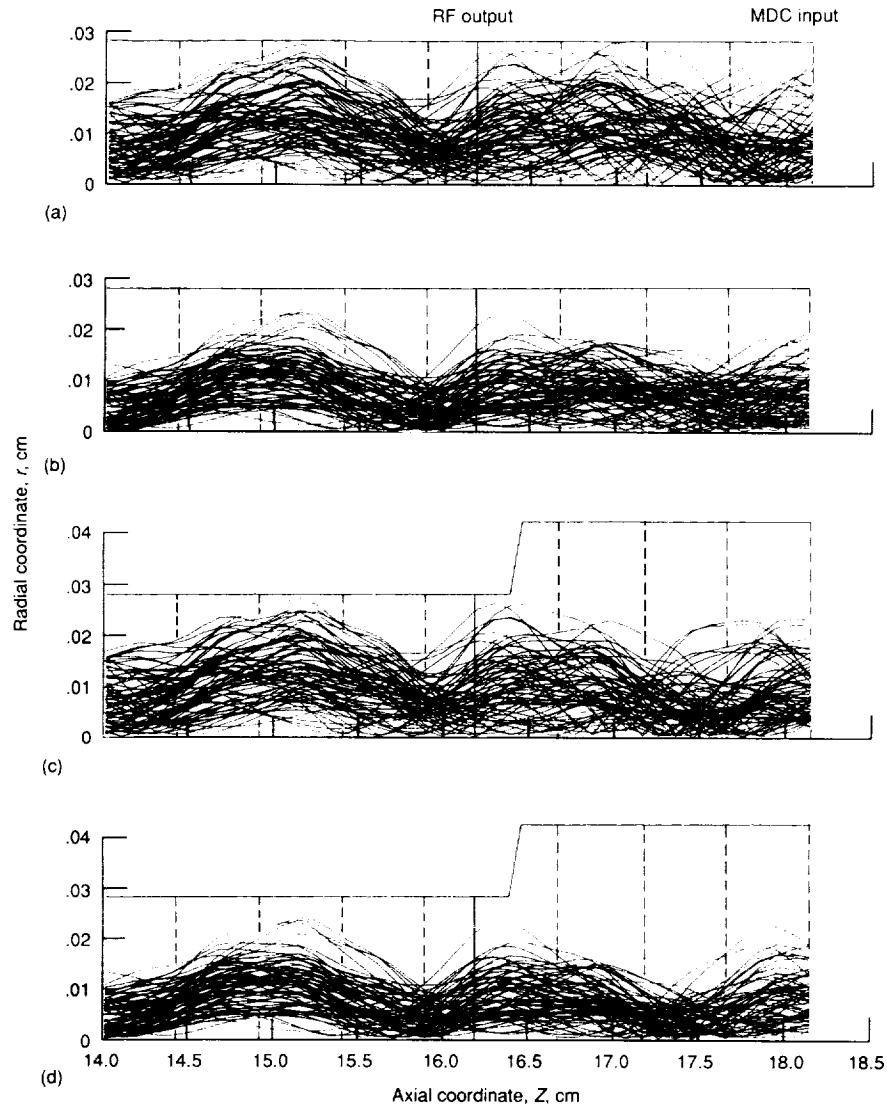 RF output MDC input
.03
.02
.01
0
(a)
.03
.02
.01
0
(b)
Radial coordinate, r, cm
.04
.03
.02
.01
0
(c)
.04
.03
.02
.01
0
(d)
14.0 14.5 15.0 15.5 16.0 16.5 17.0 17.5 18.0 18.5
Axial coordinate, Z, cm